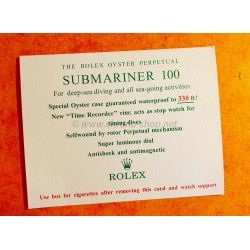 THE ROLEX OYSTER PERPETUAL
SUBMARINER 100
For deep-sea diving and all sea-going activities
Special Oyster case guaranteed waterproof to 330 ft!
New "Time Recorder" rim; acts as stop watch for
timing dives
Selfwound by rotor Perpetual mechanism
Super luminous dial
Antishock and antimagnetic
ROLEX
Use box for cigarettes after removing this card and watch support